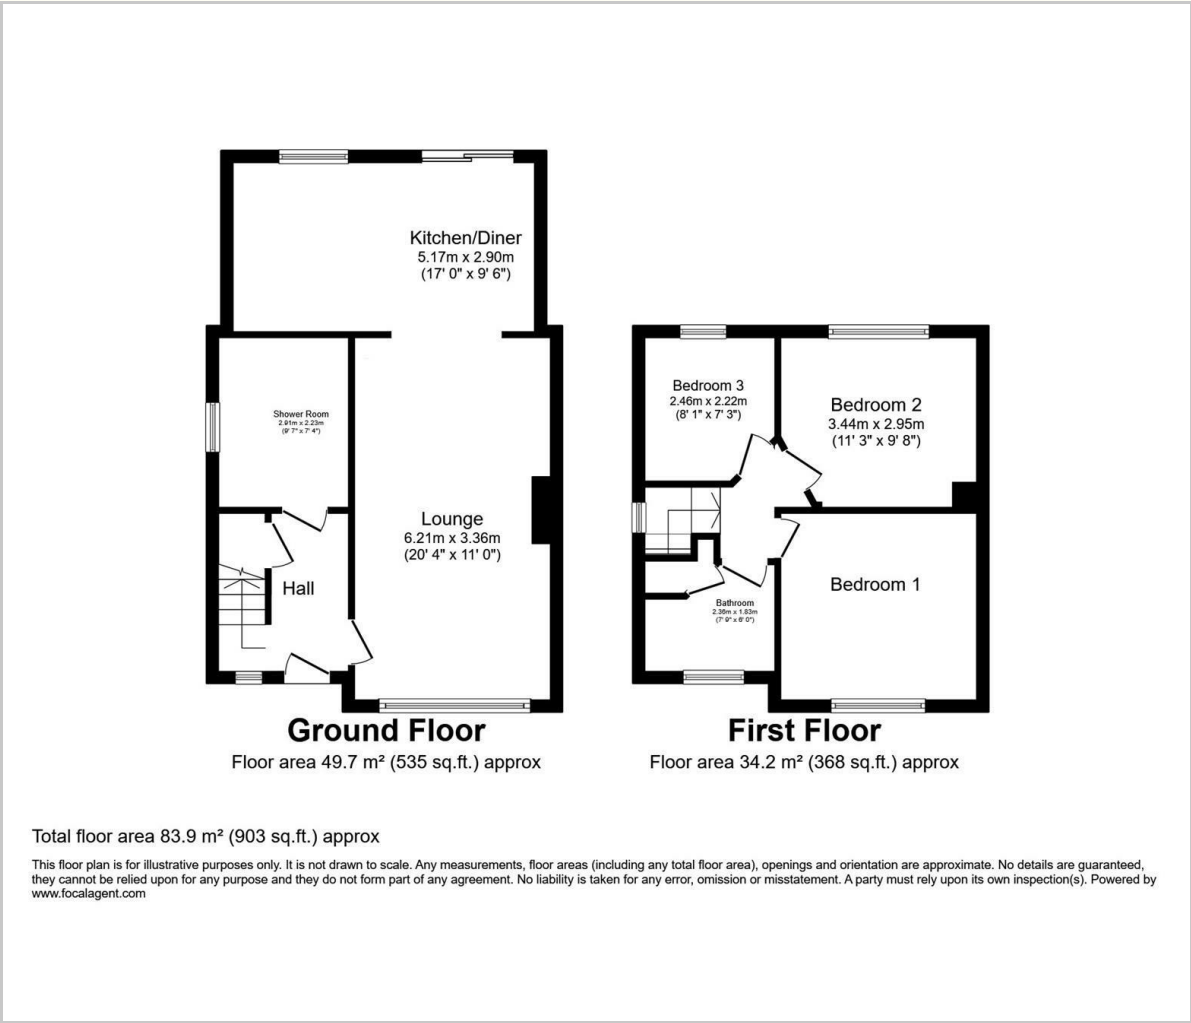 Kitchen/Diner
5.17m x 2.90m
(17' 0" x 9' 6")
Shower Room
2.91m x 2.23m
(9' 7" x 7' 4")
Lounge
6.21m x 3.36m
(20' 4" x 11' 0")
Hall
Ground Floor
Floor area 49.7 m² (535 sq.ft.) approx
Bedroom 3
2.46m x 2.22m
(8' 1" x 7' 3")
Bedroom 2
3.44m x 2.95m
(11' 3" x 9' 8")
Bedroom 1
Bathroom
2.36m x 1.83m
(7' 9" x 6' 0")
First Floor
Floor area 34.2 m² (368 sq.ft.) approx
Total floor area 83.9 m² (903 sq.ft.) approx
This floor plan is for illustrative purposes only. It is not drawn to scale. Any measurements, floor areas (including any total floor area), openings and orientation are approximate. No details are guaranteed,
they cannot be relied upon for any purpose and they do not form part of any agreement. No liability is taken for any error, omission or misstatement. A party must rely upon its own inspection(s). Powered by
www.focalagent.com